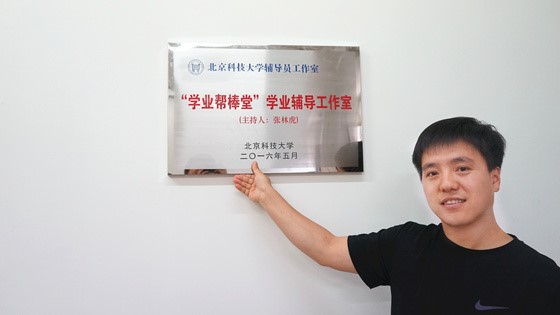 北京科技大学辅导员工作室
“学业帮棒堂”学业辅导工作室
(主持人：张林虎)
北京科技大学
二〇一六年五月